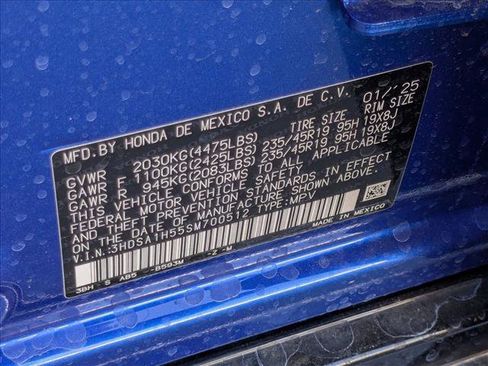 MFD. BY HONDA DE MEXICO S.A. DE C.V. 01/'25
TIRE RIM SIZE
GVWR 2030KG(4475LBS) SIZE
GAWR F 1100KG(2425LBS) 235/45R19 95H 19X8J
GAWR R 945KG(2083LBS) 235/45R19 95H 19X8J
THIS VEHICLE CONFORMS TO ALL APPLICABLE
FEDERAL MOTOR VEHICLE SAFETY AND
THEFT PREVENTION STANDARDS IN EFFECT
ON THE DATE OF MANUFACTURE SHOWN ABOVE.
V.I.N.:3HDSA1H55SM700512 TYPE: MPV
MADE IN MEXICO
3BH S A85 -B593M -Z -M